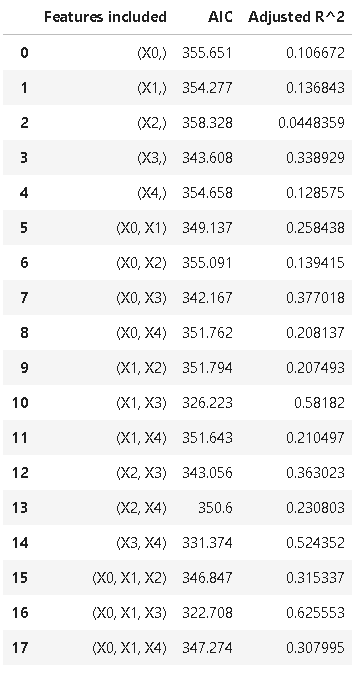 Features included AIC Adjusted R^2
0 (X0,) 355.651 0.106672
1 (X1,) 354.277 0.136843
2 (X2,) 358.328 0.0448359
3 (X3,) 343.608 0.338929
4 (X4,) 354.658 0.128575
5 (X0, X1) 349.137 0.258438
6 (X0, X2) 355.091 0.139415
7 (X0, X3) 342.167 0.377018
8 (X0, X4) 351.762 0.208137
9 (X1, X2) 351.794 0.207493
10 (X1, X3) 326.223 0.58182
11 (X1, X4) 351.643 0.210497
12 (X2, X3) 343.056 0.363023
13 (X2, X4) 350.6 0.230803
14 (X3, X4) 331.374 0.524352
15 (X0, X1, X2) 346.847 0.315337
16 (X0, X1, X3) 322.708 0.625553
17 (X0, X1, X4) 347.274 0.307995